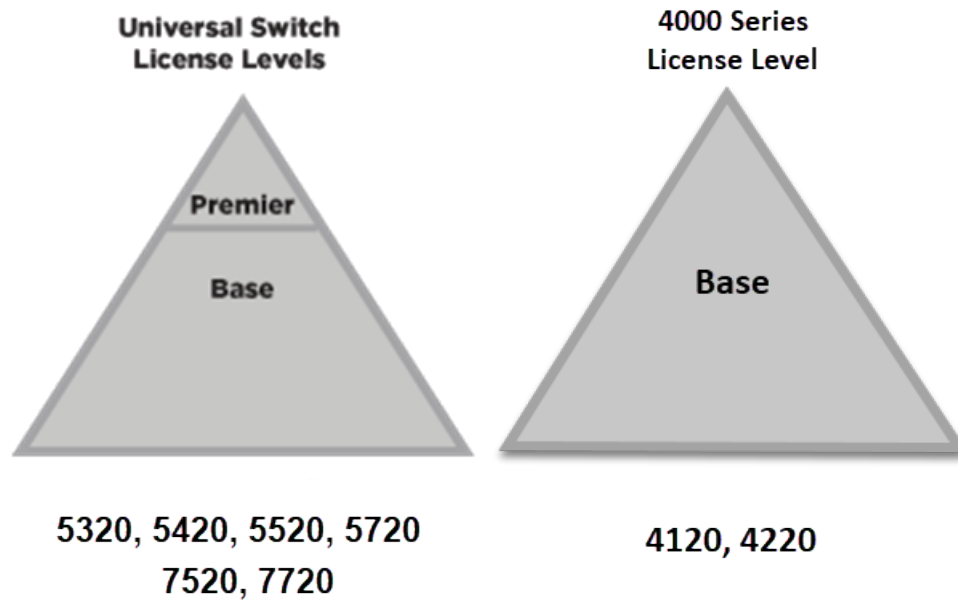 Universal Switch
License Levels
Premier
Base
5320, 5420, 5520, 5720
7520, 7720
4000 Series
License Level
Base
4120, 4220